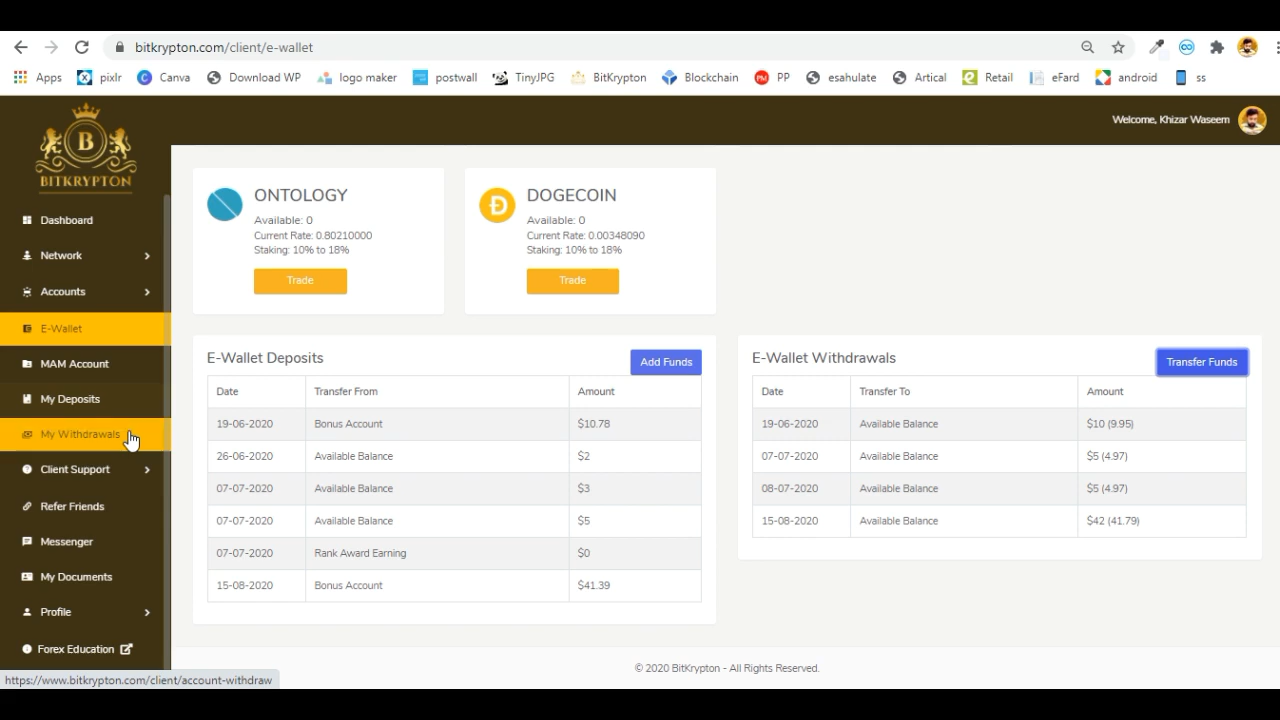 bitkrypton.com/client/e-wallet
Apps pixlr Canva Download WP logo maker postwall TinyJPG BitKrypton Blockchain PM PP esahulate Artical Retail eFard android ss
B
BITKRYPTON
Welcome, Khizar Waseem
Dashboard
Network
Accounts
E-Wallet
MAM Account
My Deposits
My Withdrawals
Client Support
Refer Friends
Messenger
My Documents
Profile
Forex Education
ONTOLOGY
Available: 0
Current Rate: 0.80210000
Staking: 10% to 18%
Trade
DOGECOIN
Available: 0
Current Rate: 0.00348090
Staking: 10% to 18%
Trade
E-Wallet Deposits
Add Funds
Date Transfer From Amount
19-06-2020 Bonus Account $10.78
26-06-2020 Available Balance $2
07-07-2020 Available Balance $3
07-07-2020 Available Balance $5
07-07-2020 Rank Award Earning $0
15-08-2020 Bonus Account $41.39
E-Wallet Withdrawals
Transfer Funds
Date Transfer To Amount
19-06-2020 Available Balance $10 (9.95)
07-07-2020 Available Balance $5 (4.97)
08-07-2020 Available Balance $5 (4.97)
15-08-2020 Available Balance $42 (41.79)
© 2020 BitKrypton - All Rights Reserved.
https://www.bitkrypton.com/client/account-withdraw